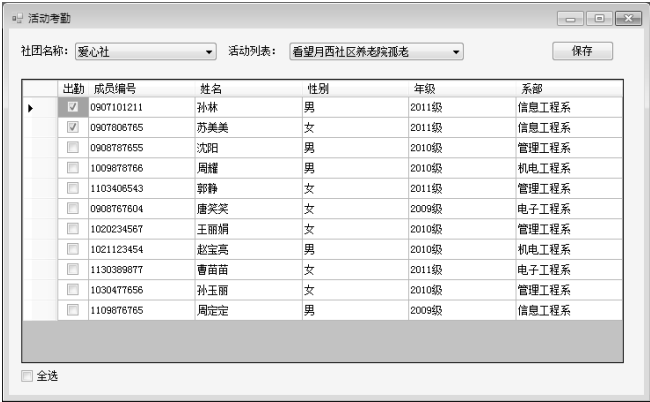 活动考勤
社团名称： 爱心社 活动列表： 看望月西社区养老院孤老 保存
出勤 成员编号 姓名 性别 年级 系部
0907101211 孙林 男 2011级 信息工程系
0907806765 苏美美 女 2011级 信息工程系
0908787655 沈阳 男 2010级 管理工程系
1009878766 周耀 男 2010级 机电工程系
1103406543 郭静 女 2011级 管理工程系
0908767604 唐笑笑 女 2009级 电子工程系
1020234567 王丽娟 女 2010级 管理工程系
1021123454 赵宝亮 男 2010级 机电工程系
1130389877 曹苗苗 女 2011级 电子工程系
1030477656 孙玉丽 女 2010级 管理工程系
1109876765 周定定 男 2009级 信息工程系
全选